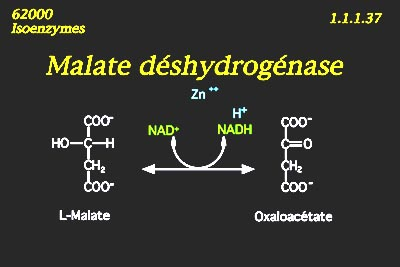 62000
Isoenzymes
1.1.1.37
Malate déshydrogénase
Zn ++
H+
NAD+ NADH
COO- COO-
HO-C-H C=O
CH2 CH2
COO- COO-
L-Malate Oxaloacétate